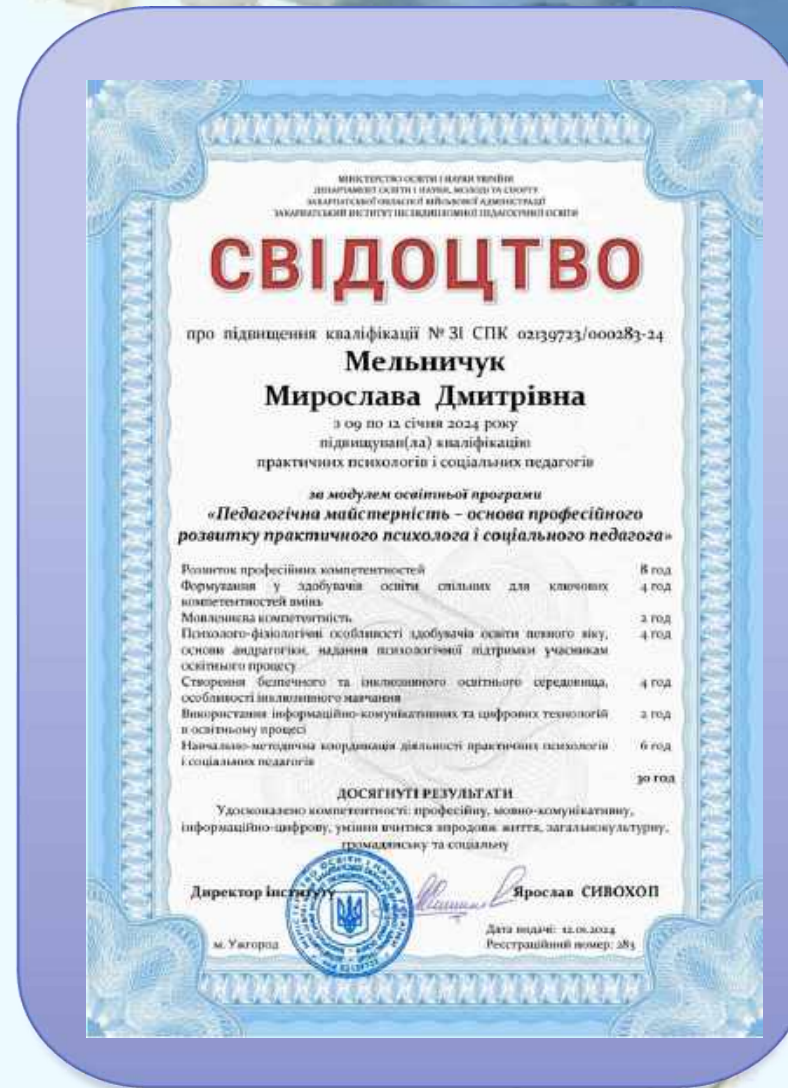 МІНІСТЕРСТВО ОСВІТИ І НАУКИ УКРАЇНИ
ДЕПАРТАМЕНТ ОСВІТИ І НАУКИ, МОЛОДІ ТА СПОРТУ
ЗАКАРПАТСЬКОЇ ОБЛАСНОЇ ВІЙСЬКОВОЇ АДМІНІСТРАЦІЇ
ЗАКАРПАТСЬКИЙ ІНСТИТУТ ПІСЛЯДИПЛОМНОЇ ПЕДАГОГІЧНОЇ ОСВІТИ
СВІДОЦТВО
про підвищення кваліфікації № ЗІ СПК 02139723/000283-24
Мельничук
Мирослава Дмитрівна
з 09 по 12 січня 2024 року
підвищував(ла) кваліфікацію
практичних психологів і соціальних педагогів
за модулем освітньої програми
«Педагогічна майстерність – основа професійного
розвитку практичного психолога і соціального педагога»
Розвиток професійних компетентностей 8 год
Формування у здобувачів освіти спільних для ключових 4 год
компетентностей вмінь
Мовленнєва компетентність 2 год
Психолого-фізіологічні особливості здобувачів освіти певного віку, 4 год
основи андрагогіки, надання психологічної підтримки учасникам
освітнього процесу
Створення безпечного та інклюзивного освітнього середовища, 4 год
особливості інклюзивного навчання
Використання інформаційно-комунікативних та цифрових технологій 2 год
в освітньому процесі
Навчально-методична координація діяльності практичних психологів 6 год
і соціальних педагогів
30 год
ДОСЯГНУТІ РЕЗУЛЬТАТИ
Удосконалено компетентності: професійну, мовно-комунікативну,
інформаційно-цифрову, уміння вчитися впродовж життя, загальнокультурну,
громадянську та соціальну
Директор інституту Ярослав СИВОХОП
м. Ужгород
Дата видачі: 12.01.2024
Реєстраційний номер: 283